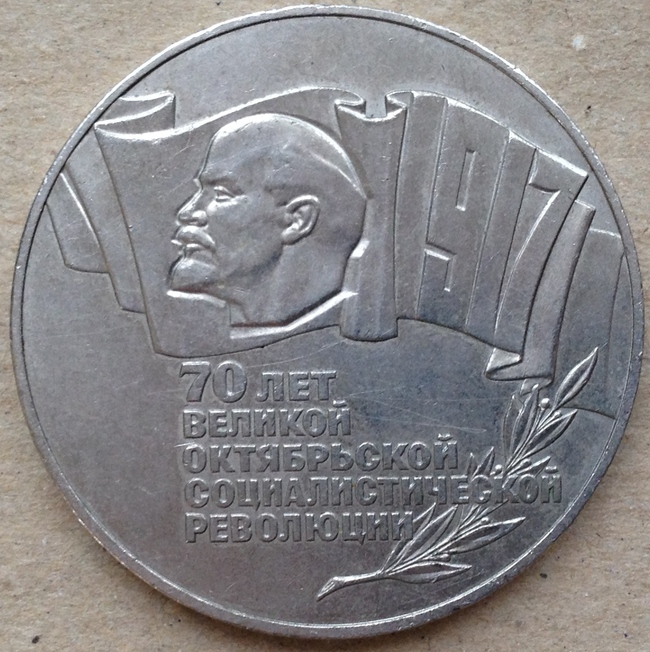 1917
70 ЛЕТ
ВЕЛИКОЙ
ОКТЯБРЬСКОЙ
СОЦИАЛИСТИЧЕСКОЙ
РЕВОЛЮЦИИ